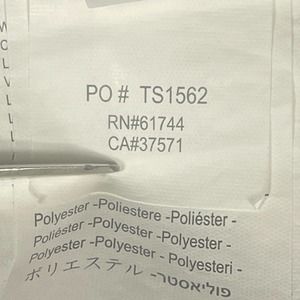 PO # TS1562
RN#61744
CA#37571
Polyester -Poliestere -Poliéster -
Poliéster -Polyester -Polyester -
Polyester -Polyester - Polyesteri -
ポリエステル -פוליאסטר